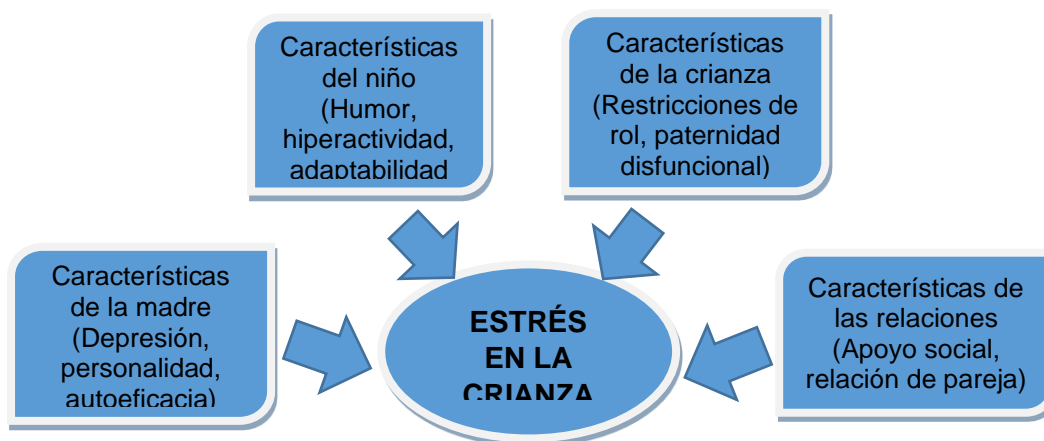 Características
del niño
(Humor,
hiperactividad,
adaptabilidad
Características
de la crianza
(Restricciones de
rol, paternidad
disfuncional)
Características
de la madre
(Depresión,
personalidad,
autoeficacia)
ESTRÉS
EN LA
CRIANZA
Características de
las relaciones
(Apoyo social,
relación de pareja)